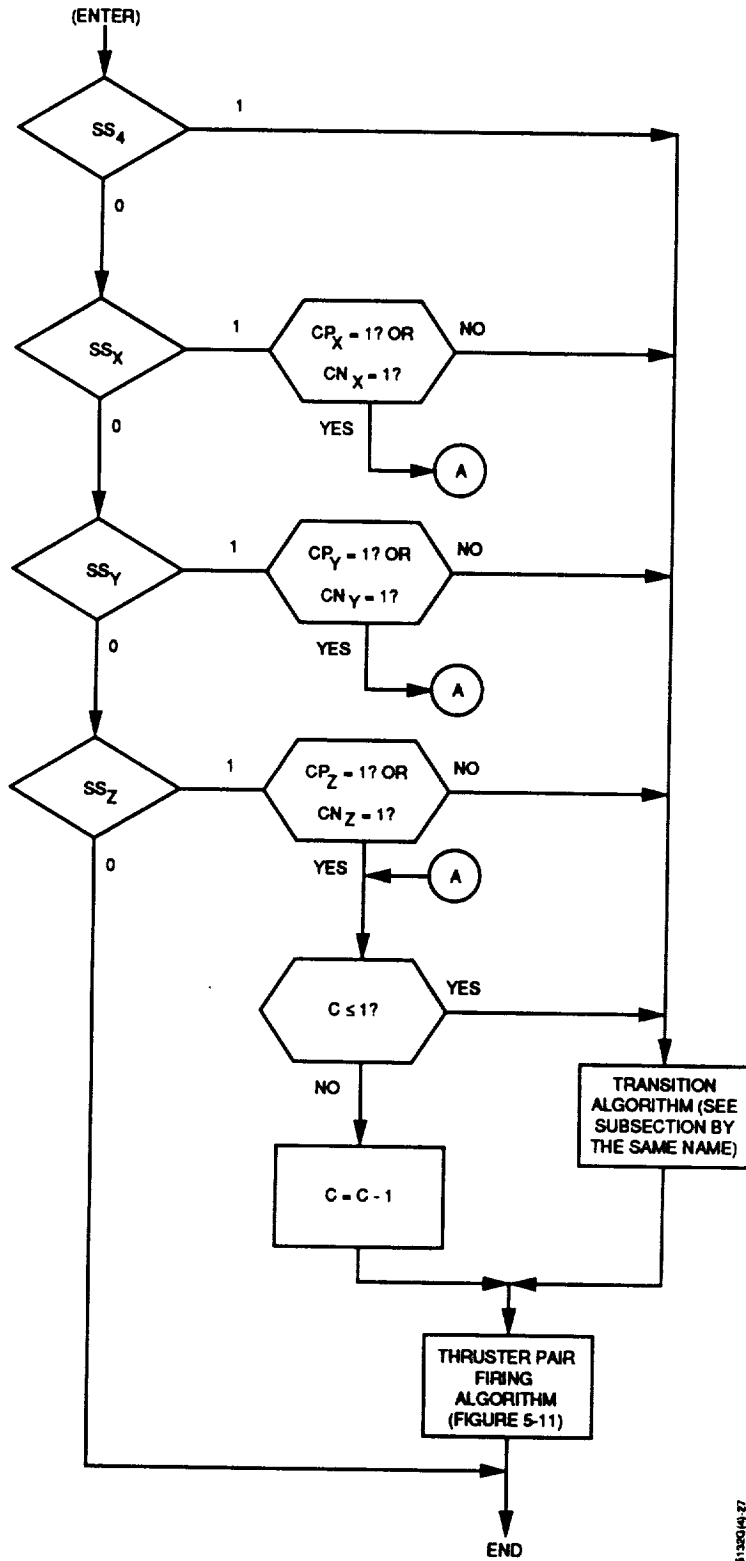 (ENTER)
SS4
1
0
SSX
1
CPX = 1? OR
CNX = 1?
NO
YES
A
0
SSY
1
CPY = 1? OR
CNY = 1?
NO
YES
A
0
SSZ
1
CPZ = 1? OR
CNZ = 1?
NO
YES
A
0
C ≤ 1?
YES
NO
TRANSITION
ALGORITHM (SEE
SUBSECTION BY
THE SAME NAME)
C = C - 1
THRUSTER PAIR
FIRING
ALGORITHM
(FIGURE 5-11)
END